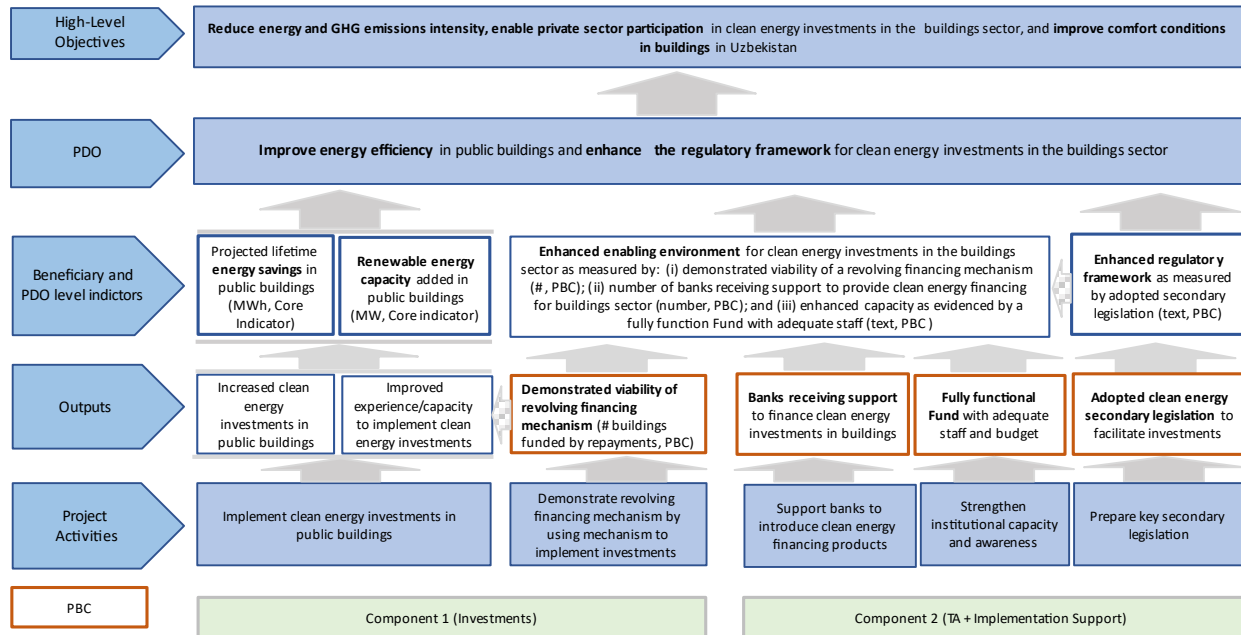 High-Level
Objectives
Reduce energy and GHG emissions intensity, enable private sector participation in clean energy investments in the buildings sector, and improve comfort conditions
in buildings in Uzbekistan
PDO
Improve energy efficiency in public buildings and enhance the regulatory framework for clean energy investments in the buildings sector
Beneficiary and
PDO level indictors
Projected lifetime
energy savings in
public buildings
(MWh, Core
Indicator)
Renewable energy
capacity added in
public buildings
(MW, Core indicator)
Enhanced enabling environment for clean energy investments in the buildings
sector as measured by: (i) demonstrated viability of a revolving financing mechanism
(#, PBC); (ii) number of banks receiving support to provide clean energy financing
for buildings sector (number, PBC); and (iii) enhanced capacity as evidenced by a
fully function Fund with adequate staff (text, PBC )
Enhanced regulatory
framework as measured
by adopted secondary
legislation (text, PBC)
Outputs
Increased clean
energy
investments in
public buildings
Improved
experience/capacity
to implement clean
energy investments
Demonstrated viability of
revolving financing
mechanism (# buildings
funded by repayments, PBC)
Banks receiving support
to finance clean energy
investments in buildings
Fully functional
Fund with adequate
staff and budget
Adopted clean energy
secondary legislation to
facilitate investments
Project
Activities
Implement clean energy investments in
public buildings
Demonstrate revolving
financing mechanism by
using mechanism to
implement investments
Support banks to
introduce clean energy
financing products
Strengthen
institutional capacity
and awareness
Prepare key secondary
legislation
PBC
Component 1 (Investments)
Component 2 (TA + Implementation Support)